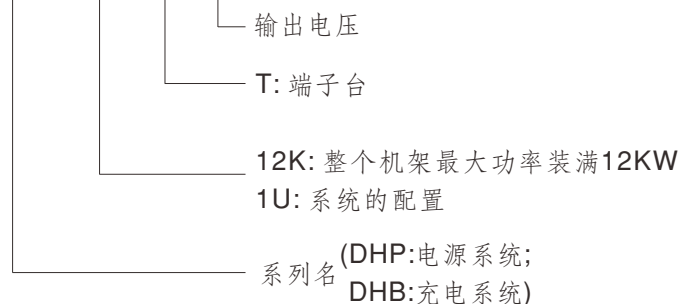 输出电压
T: 端子台
12K: 整个机架最大功率装满12KW
1U: 系统的配置
系列名(DHP:电源系统;
DHB:充电系统)